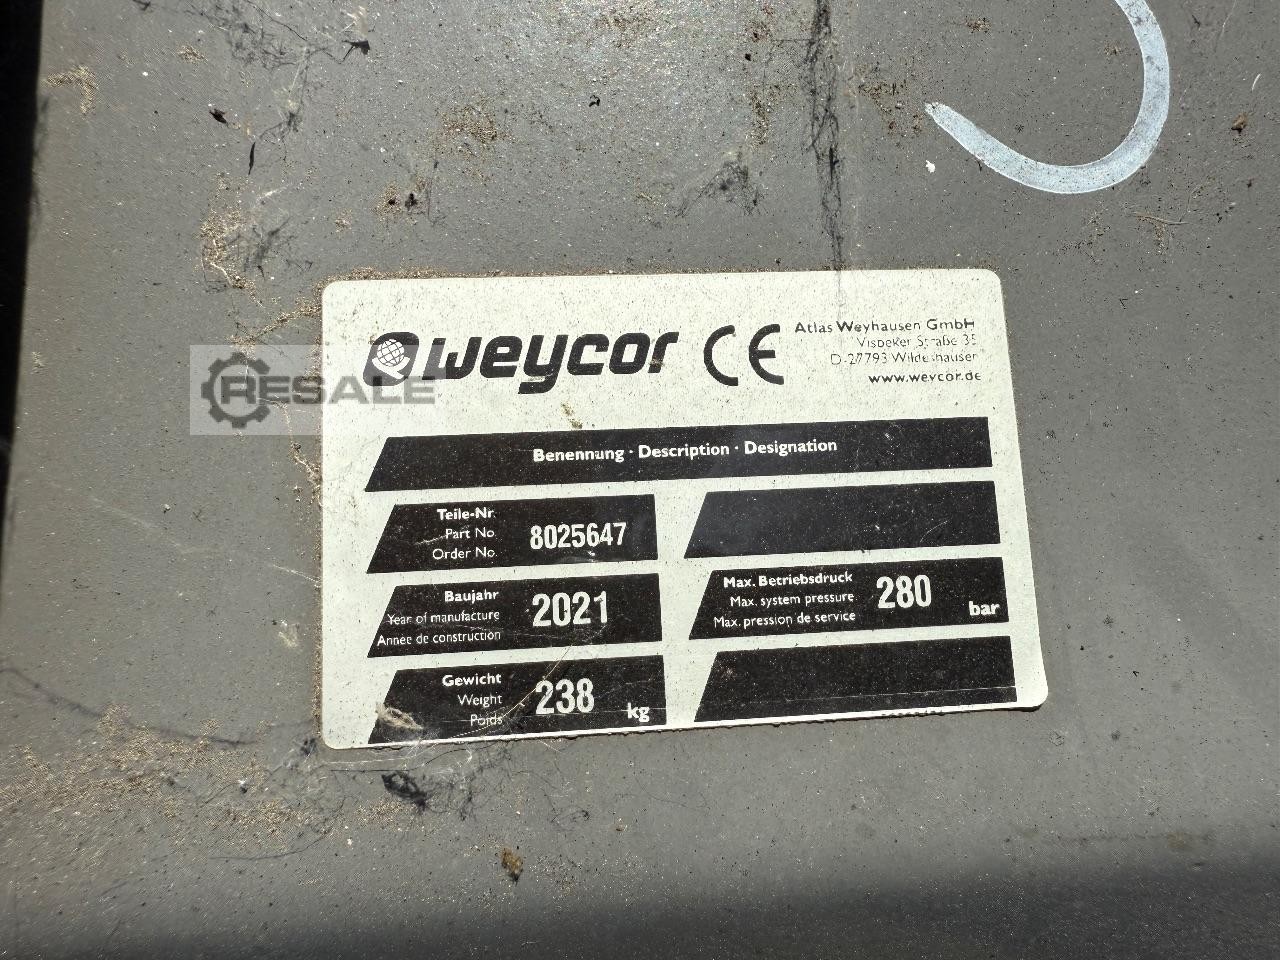 weycor CE
Atlas Weyhausen GmbH
Visbeker Straße 35
D-27793 Wildeshausen
www.weycor.de
RESALE
Benennung · Description · Designation
Teile-Nr.
Part No.
Order No.
8025647
Baujahr
Year of manufacture
Année de construction
2021
Max. Betriebsdruck
Max. system pressure
Max. pression de service
280
bar
Gewicht
Weight
Poids
238
kg